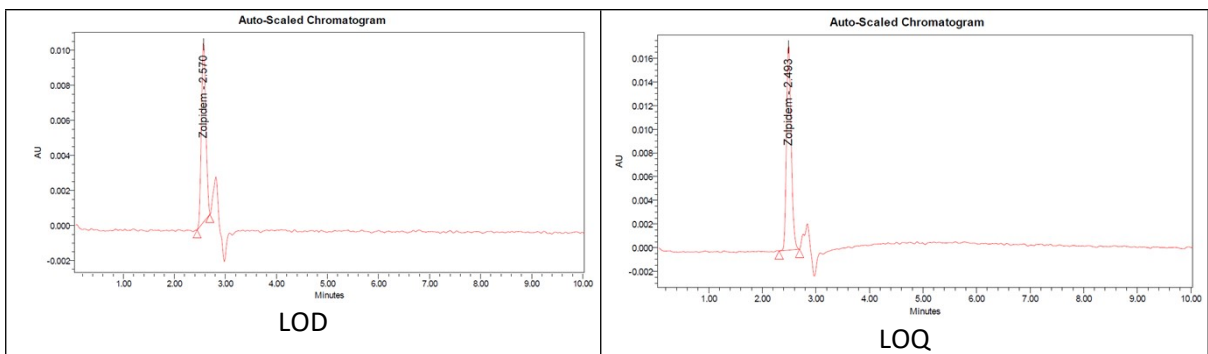 Auto-Scaled Chromatogram
0.010
0.008
0.006
0.004
0.002
0.000
-0.002
AU
Zolpidem - 2.570
1.00 2.00 3.00 4.00 5.00 6.00 7.00 8.00 9.00 10.00
Minutes
LOD
Auto-Scaled Chromatogram
0.016
0.014
0.012
0.010
0.008
0.006
0.004
0.002
0.000
-0.002
AU
Zolpidem - 2.493
1.00 2.00 3.00 4.00 5.00 6.00 7.00 8.00 9.00 10.00
Minutes
LOQ